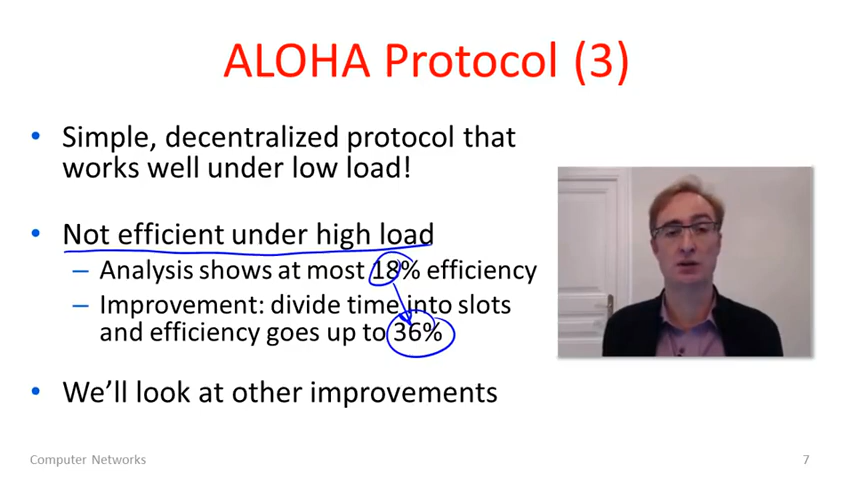 ALOHA Protocol (3)
• Simple, decentralized protocol that
works well under low load!
• Not efficient under high load
– Analysis shows at most 18% efficiency
– Improvement: divide time into slots
and efficiency goes up to 36%
• We’ll look at other improvements
Computer Networks
7